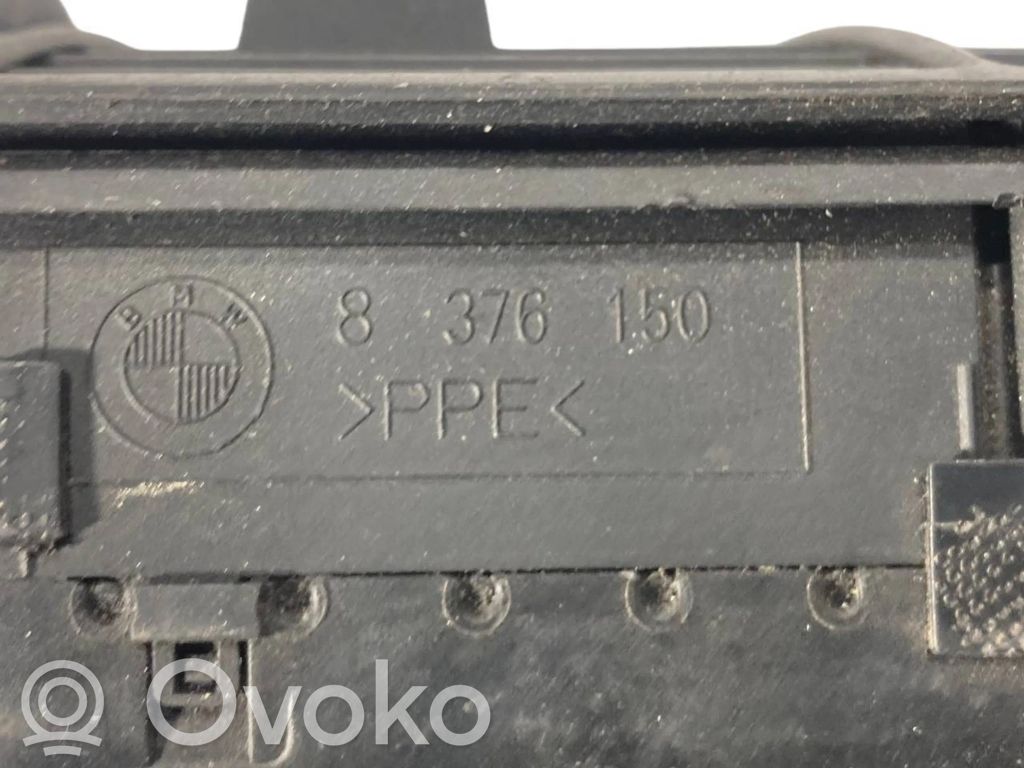 BMW
8 376 150
>PPE<
Ovoko